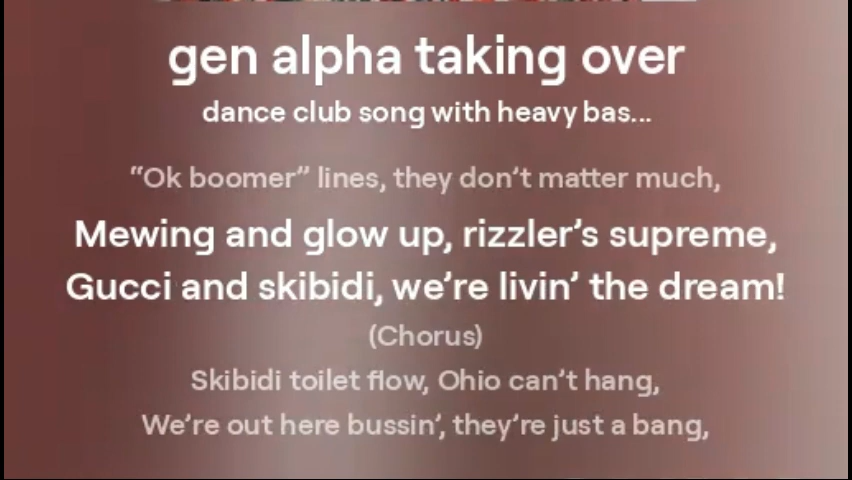 gen alpha taking over
dance club song with heavy bas...
“Ok boomer” lines, they don’t matter much,
Mewing and glow up, rizzler’s supreme,
Gucci and skibidi, we’re livin’ the dream!
(Chorus)
Skibidi toilet flow, Ohio can’t hang,
We’re out here bussin’, they’re just a bang,